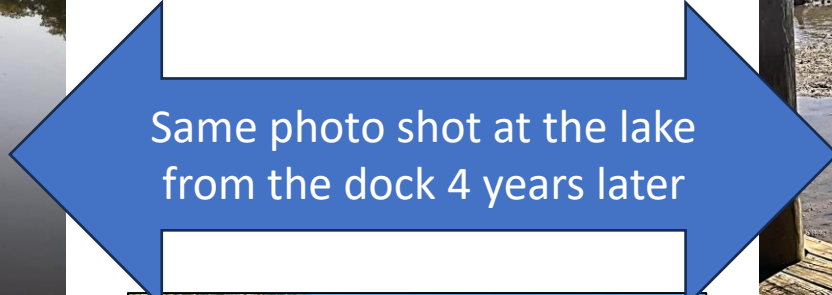 Same photo shot at the lake
from the dock 4 years later